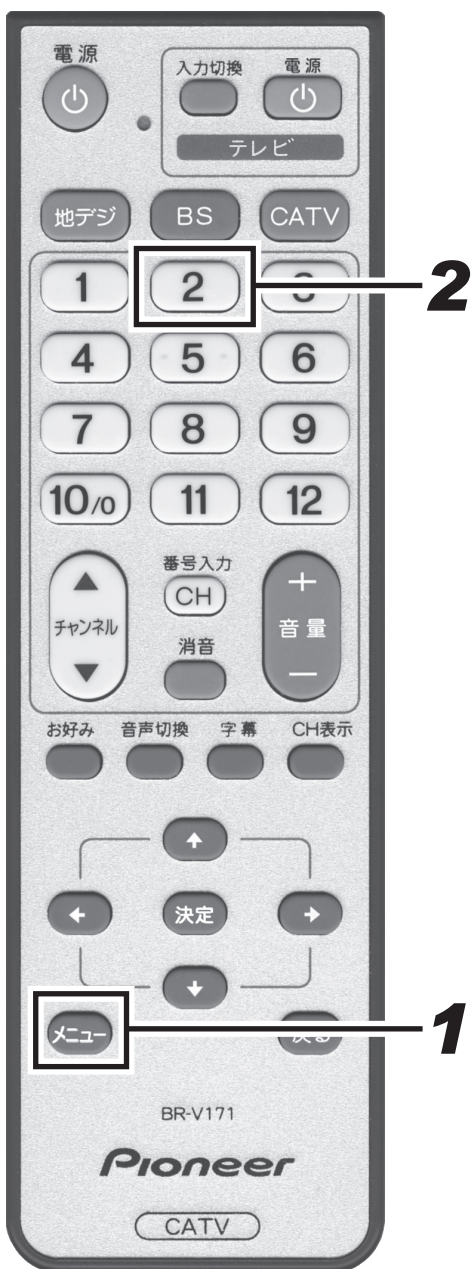 電源
入力切換 電源
テレビ
地デジ BS CATV
1 2 3
2
4 5 6
7 8 9
10/0 11 12
番号入力
CH
チャンネル
音量
消音
お好み 音声切換 字幕 CH表示
決定
メニュー 戻る
1
BR-V171
Pioneer
CATV